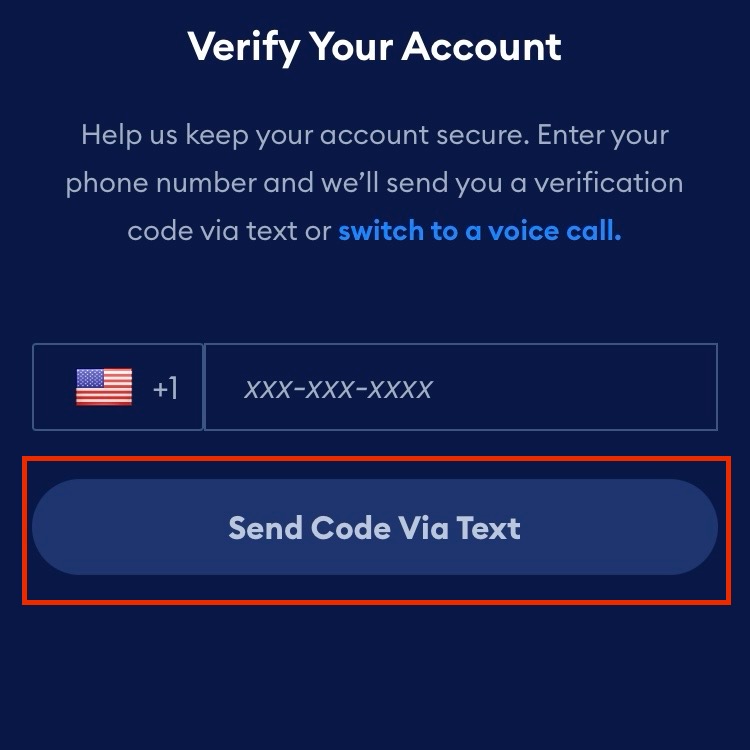 Verify Your Account
Help us keep your account secure. Enter your
phone number and we’ll send you a verification
code via text or switch to a voice call.
+1 xxx-xxx-xxxx
Send Code Via Text